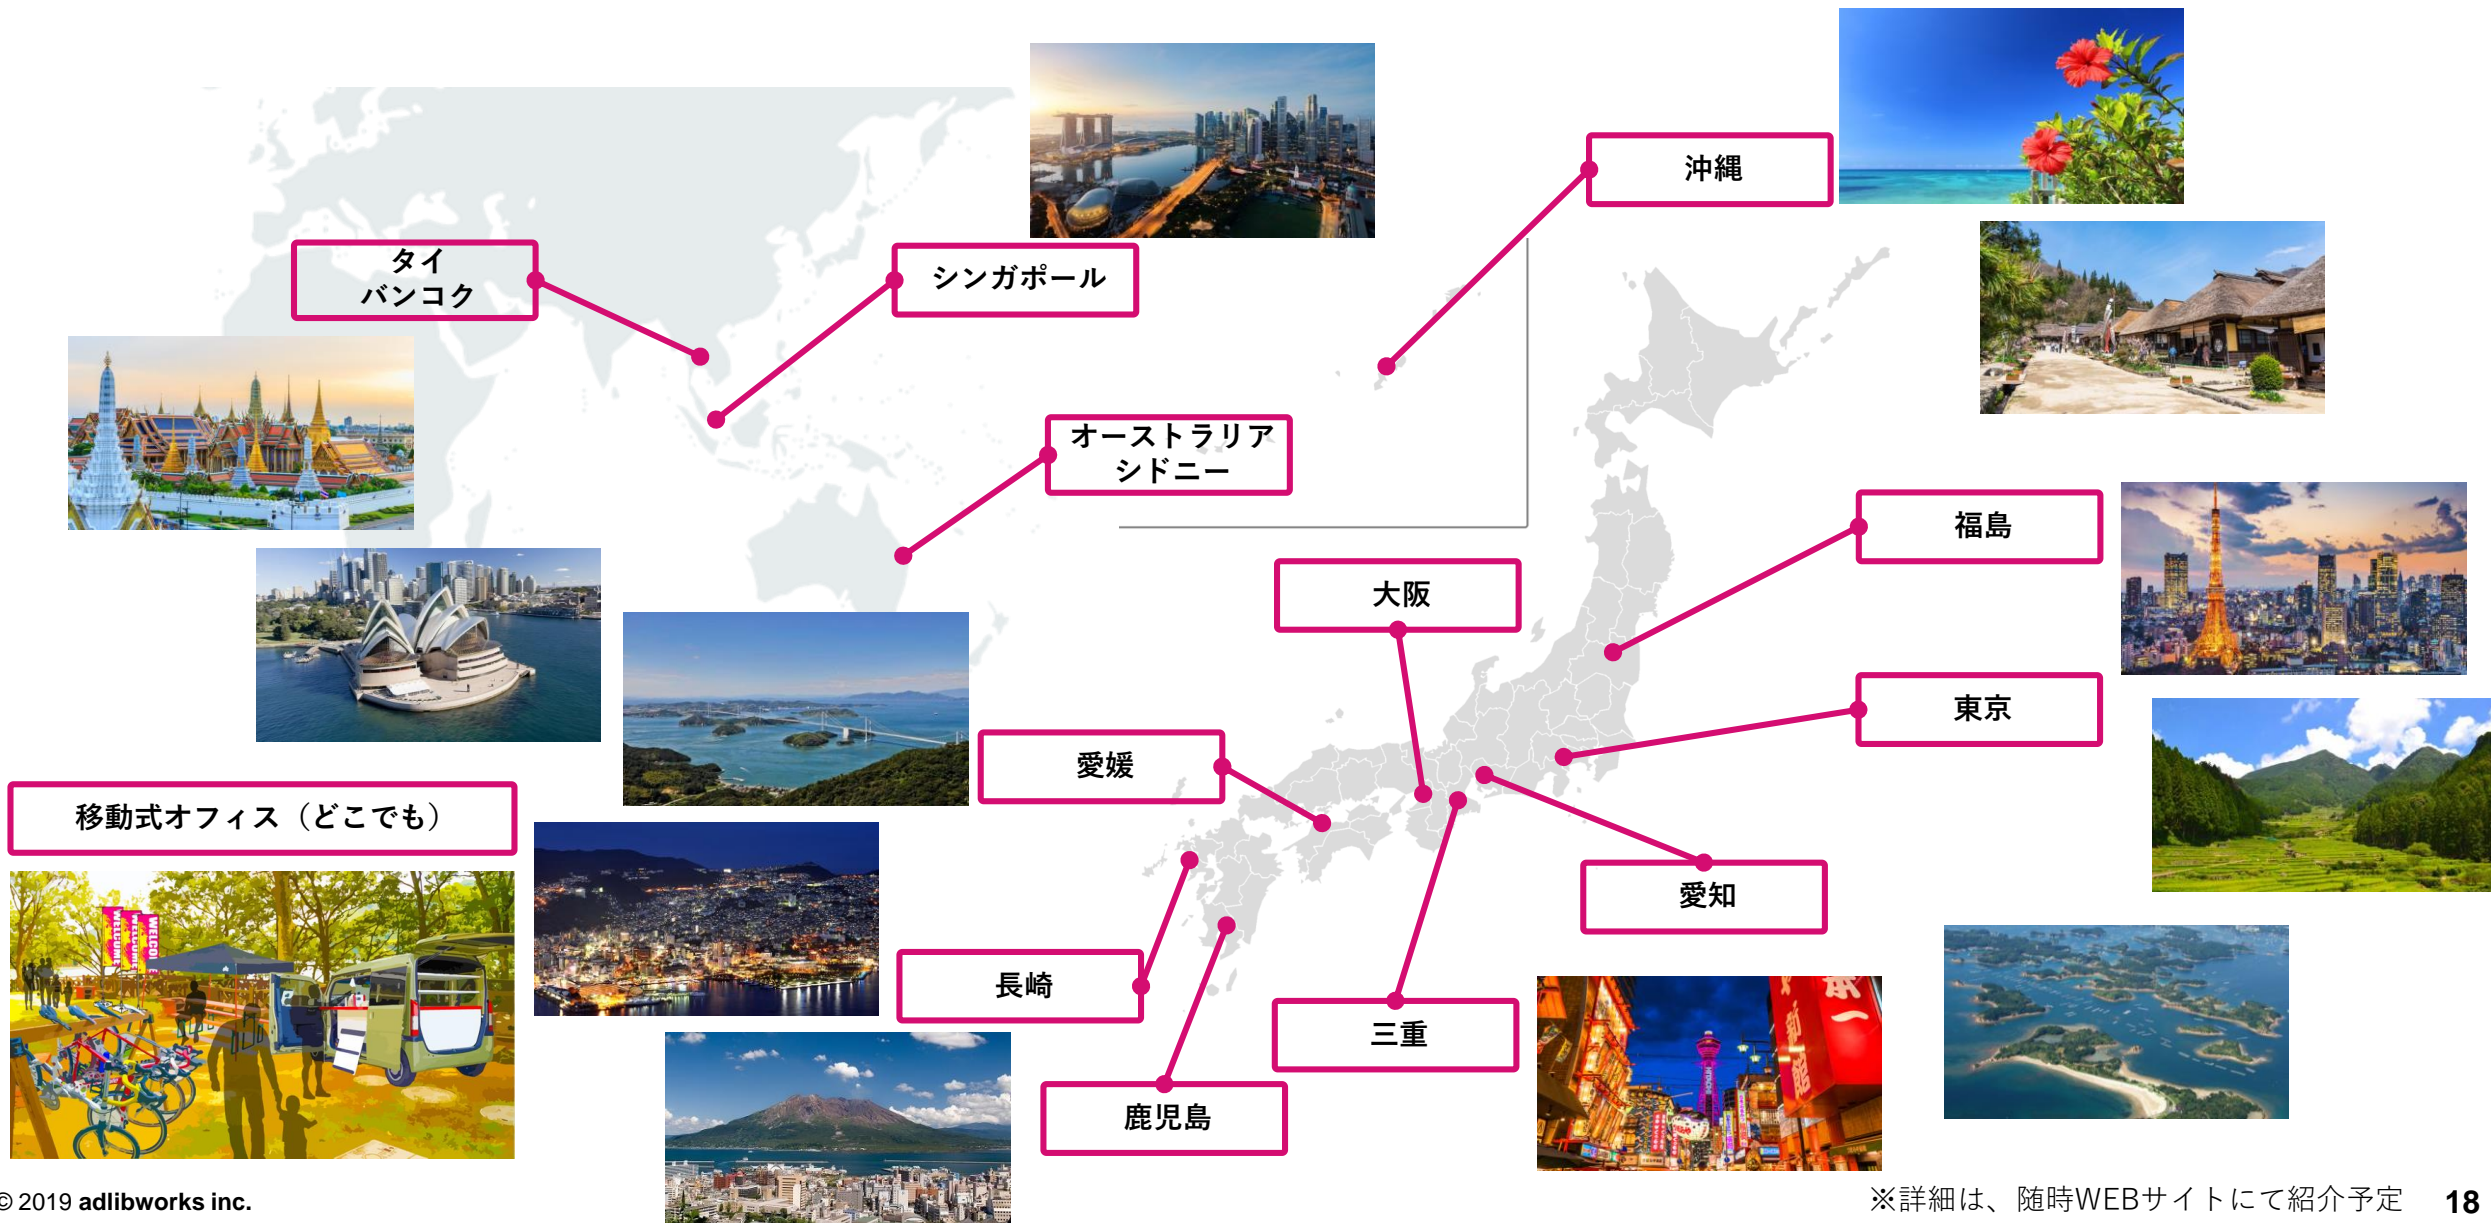 沖縄
タイ
バンコク
シンガポール
オーストラリア
シドニー
福島
大阪
東京
愛媛
移動式オフィス（どこでも）
愛知
長崎
三重
鹿児島
WELCOME
WELCOME
WELCOME
© 2019 adlibworks inc.
※詳細は、随時WEBサイトにて紹介予定
18